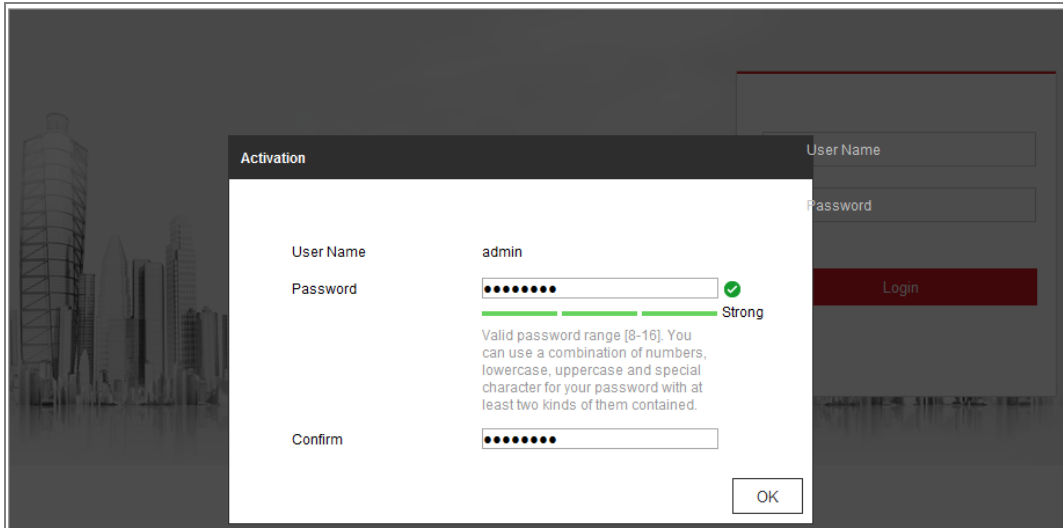 Activation
User Name
Password
Login
User Name admin
Password ●●●●●●●●
Strong
Valid password range [8-16]. You
can use a combination of numbers,
lowercase, uppercase and special
character for your password with at
least two kinds of them contained.
Confirm ●●●●●●●●
OK